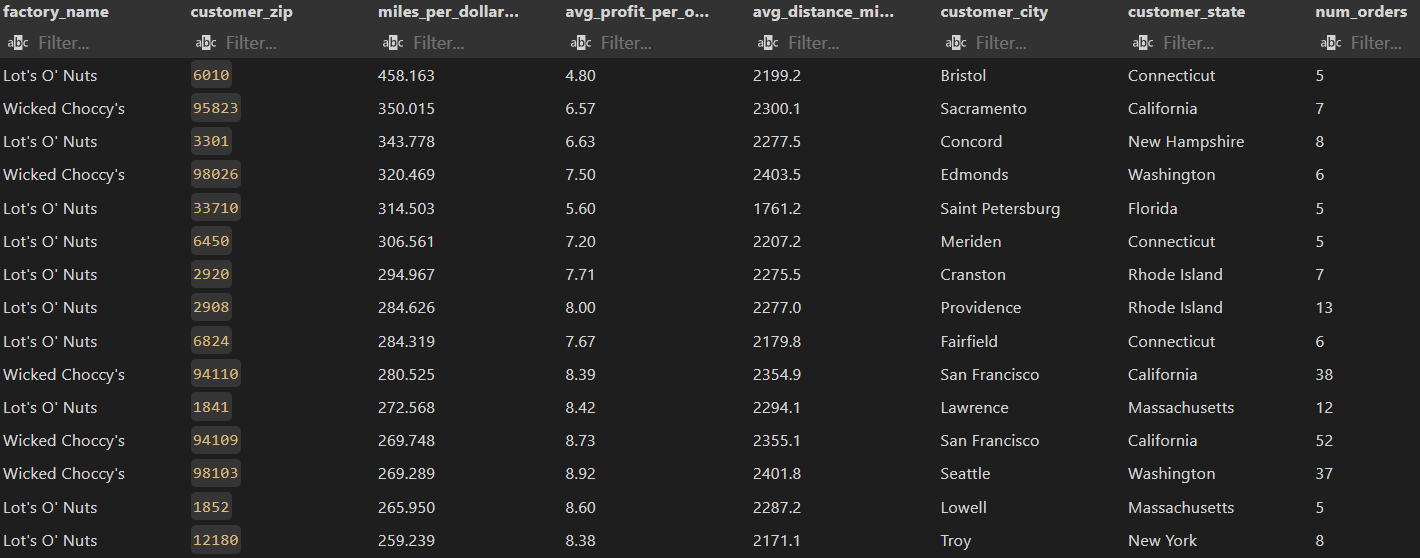 factory_name customer_zip miles_per_dollar... avg_profit_per_o... avg_distance_mi... customer_city customer_state num_orders
abc Filter... abc Filter... abc Filter... abc Filter... abc Filter... abc Filter... abc Filter... abc Filter...
Lot's O' Nuts 6010 458.163 4.80 2199.2 Bristol Connecticut 5
Wicked Choccy's 95823 350.015 6.57 2300.1 Sacramento California 7
Lot's O' Nuts 3301 343.778 6.63 2277.5 Concord New Hampshire 8
Wicked Choccy's 98026 320.469 7.50 2403.5 Edmonds Washington 6
Lot's O' Nuts 33710 314.503 5.60 1761.2 Saint Petersburg Florida 5
Lot's O' Nuts 6450 306.561 7.20 2207.2 Meriden Connecticut 5
Lot's O' Nuts 2920 294.967 7.71 2275.5 Cranston Rhode Island 7
Lot's O' Nuts 2908 284.626 8.00 2277.0 Providence Rhode Island 13
Lot's O' Nuts 6824 284.319 7.67 2179.8 Fairfield Connecticut 6
Wicked Choccy's 94110 280.525 8.39 2354.9 San Francisco California 38
Lot's O' Nuts 1841 272.568 8.42 2294.1 Lawrence Massachusetts 12
Wicked Choccy's 94109 269.748 8.73 2355.1 San Francisco California 52
Wicked Choccy's 98103 269.289 8.92 2401.8 Seattle Washington 37
Lot's O' Nuts 1852 265.950 8.60 2287.2 Lowell Massachusetts 5
Lot's O' Nuts 12180 259.239 8.38 2171.1 Troy New York 8